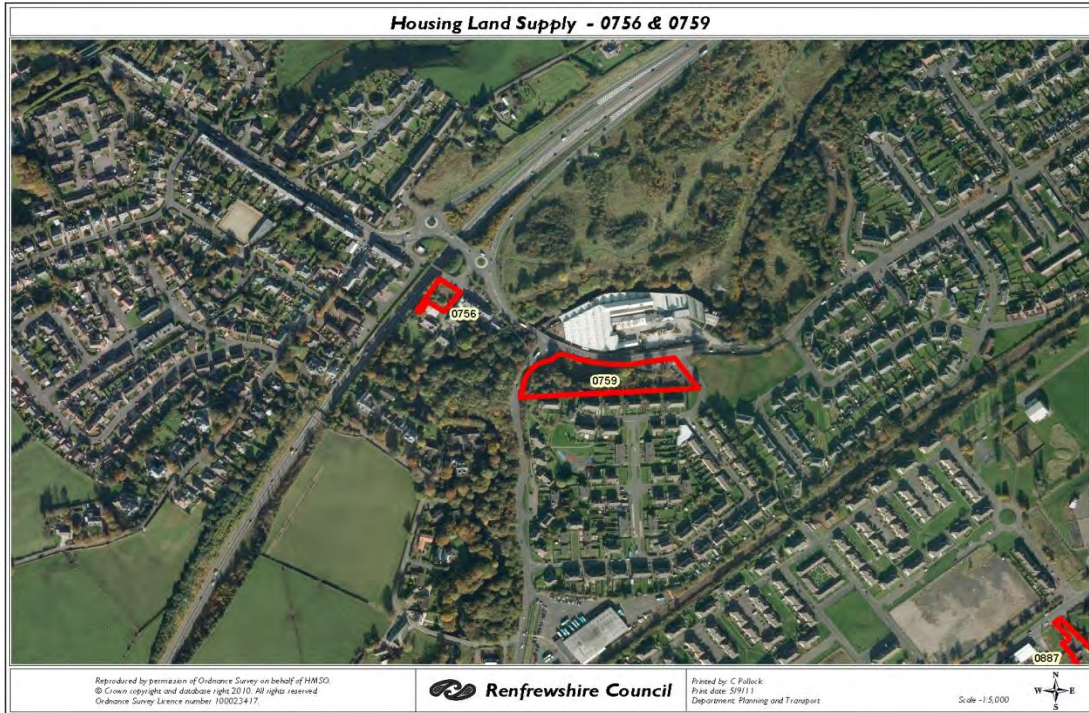 Housing Land Supply - 0756 & 0759
0756
0759
0887
Reproduced by permission of Ordnance Survey on behalf of HMSO.
© Crown copyright and database right 2010. All rights reserved.
Ordnance Survey Licence number 100023417.
Renfrewshire Council
Printed by: C Pollock
Print date: 5/9/11
Department: Planning and Transport
Scale -1:5,000
N
W E
S